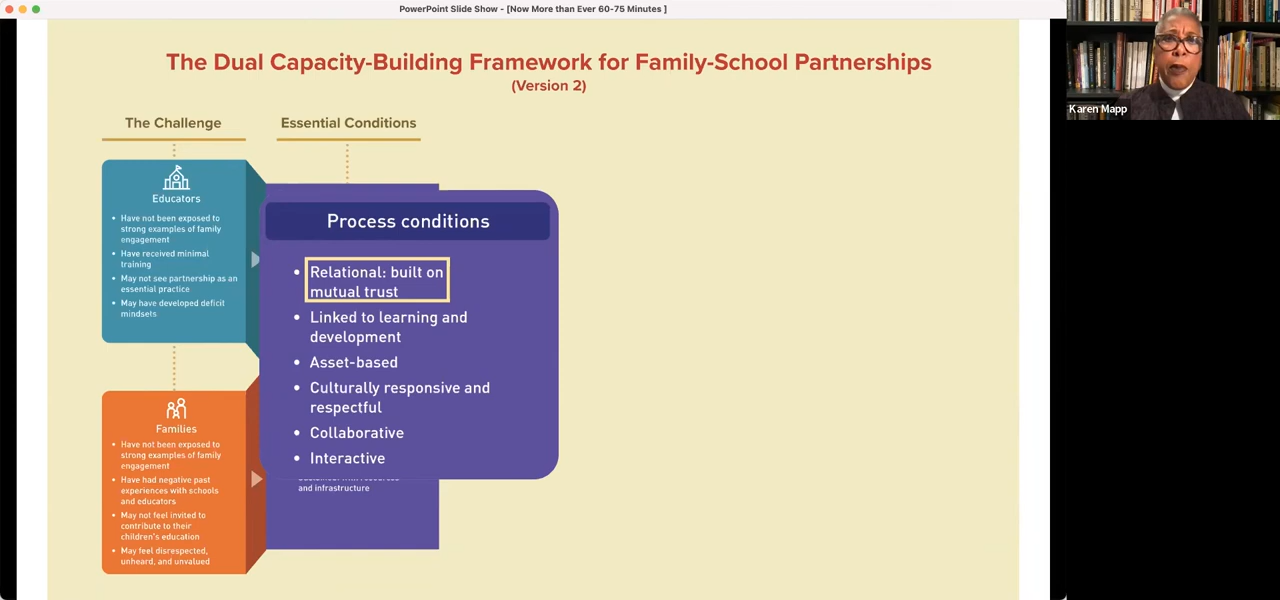 PowerPoint Slide Show - [Now More than Ever 60-75 Minutes ]
The Dual Capacity-Building Framework for Family-School Partnerships
(Version 2)
The Challenge
Essential Conditions
Educators
• Have not been exposed to
strong examples of family
engagement
• Have received minimal
training
• May not see partnership as an
essential practice
• May have developed deficit
mindsets
Families
• Have not been exposed to
strong examples of family
engagement
• Have had negative past
experiences with schools
and educators
• May not feel invited to
contribute to their
children's education
• May feel disrespected,
unheard, and unvalued
Process conditions
• Relational: built on
mutual trust
• Linked to learning and
development
• Asset-based
• Culturally responsive and
respectful
• Collaborative
• Interactive
and infrastructure
Karen Mapp